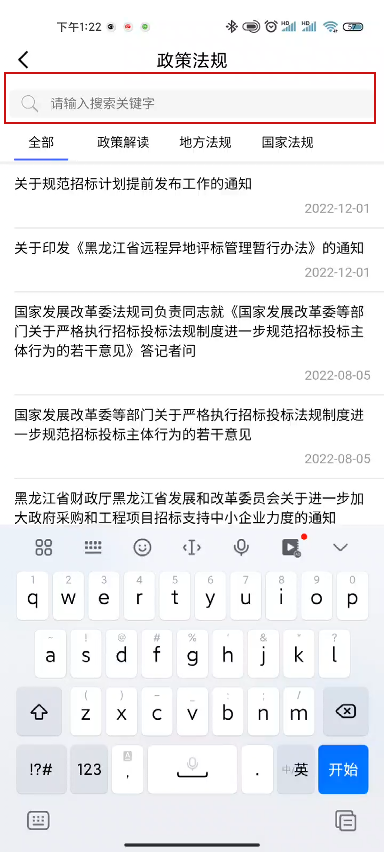 下午1:22
政策法规
请输入搜索关键字
全部 政策解读 地方法规 国家法规
关于规范招标计划提前发布工作的通知
2022-12-01
关于印发《黑龙江省远程异地评标管理暂行办法》的通知
2022-12-01
国家发展改革委法规司负责同志就《国家发展改革委等部
门关于严格执行招标投标法规制度进一步规范招标投标主
体行为的若干意见》答记者问
2022-08-05
国家发展改革委等部门关于严格执行招标投标法规制度进
一步规范招标投标主体行为的若干意见
2022-08-05
黑龙江省财政厅黑龙江省发展和改革委员会关于进一步加
大政府采购和工程项目招标支持中小企业力度的通知
1 2 3 4 5 6 7 8 9 0
q w e r t y u i o p
- ! @ # % ' & * ?
a s d f g h j k l
( ) - _ : ; /
z x c v b n m
!?# 123 , . 中/英 开始